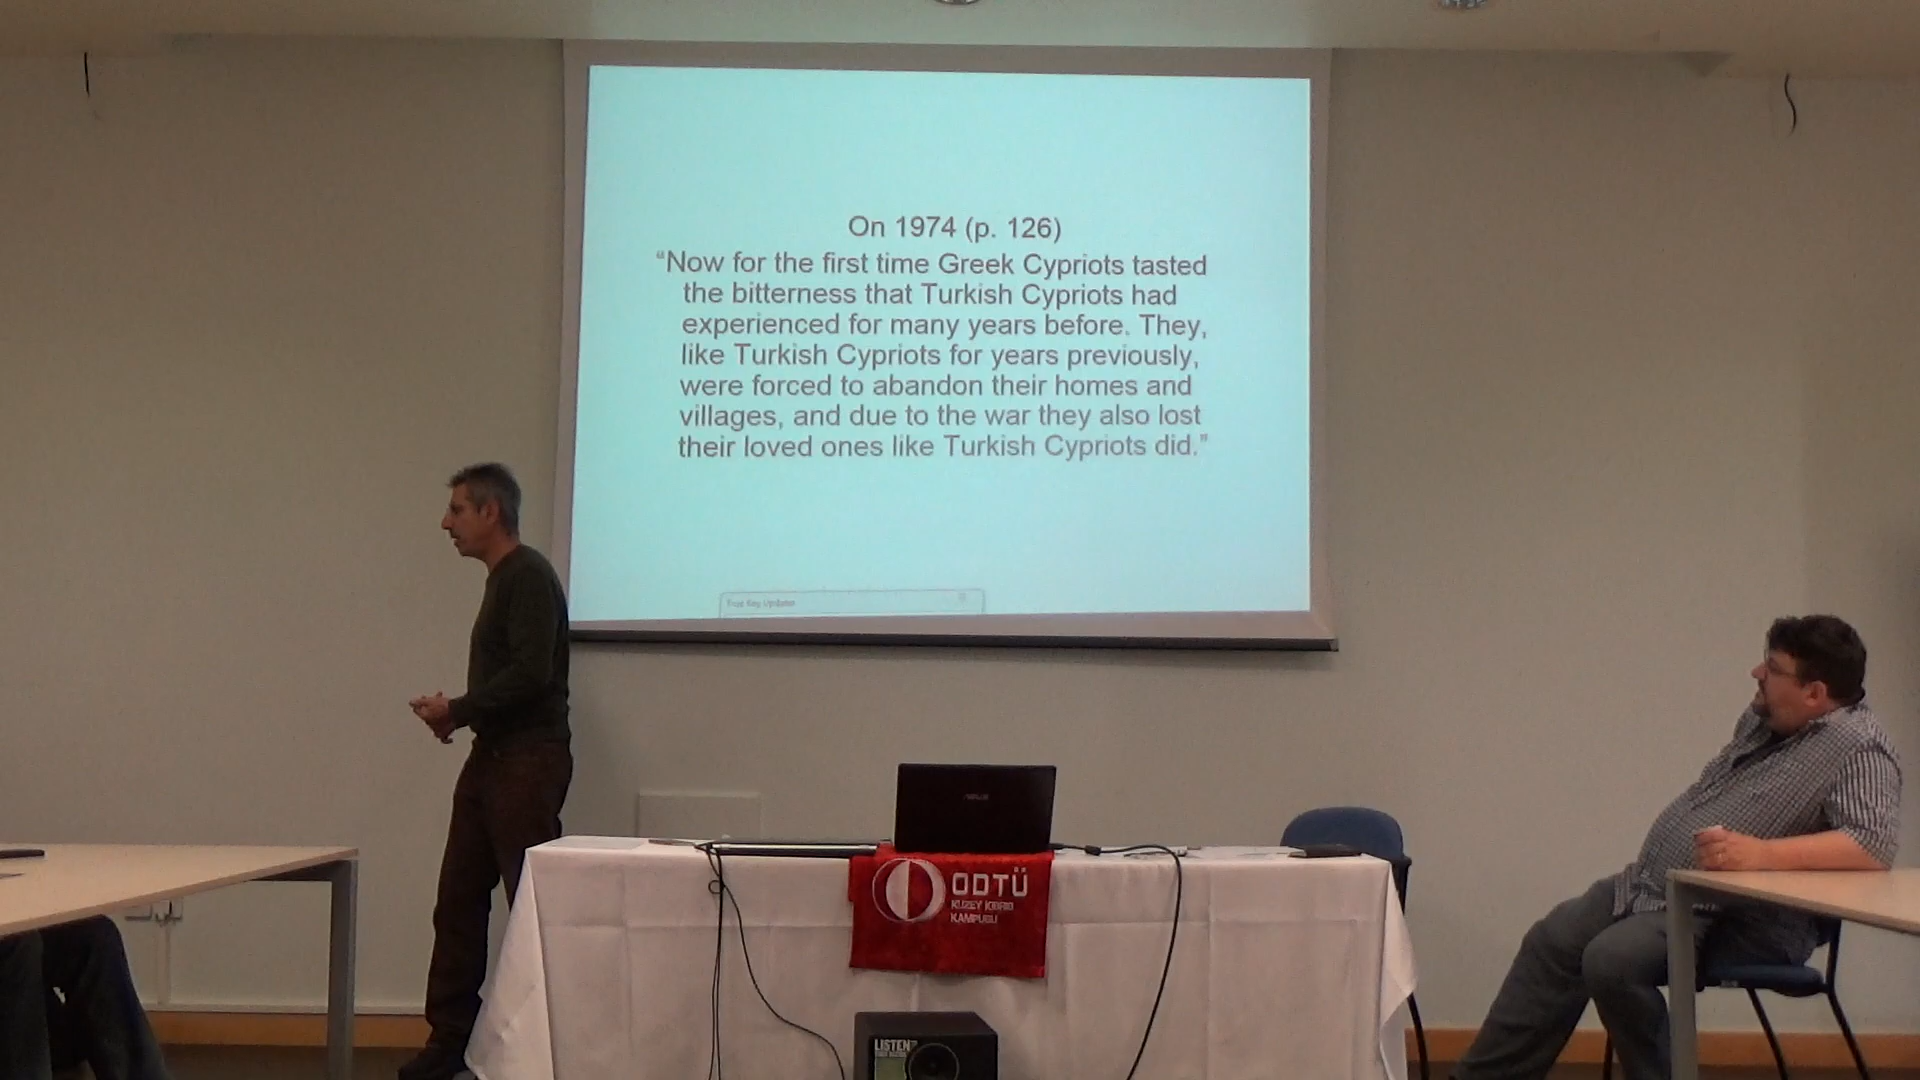 On 1974 (p. 126)
“Now for the first time Greek Cypriots tasted
the bitterness that Turkish Cypriots had
experienced for many years before. They,
like Turkish Cypriots for years previously,
were forced to abandon their homes and
villages, and due to the war they also lost
their loved ones like Turkish Cypriots did.”
ASUS
ODTÜ
KUZEY KIBRIS
KAMPUSU
LISTEN